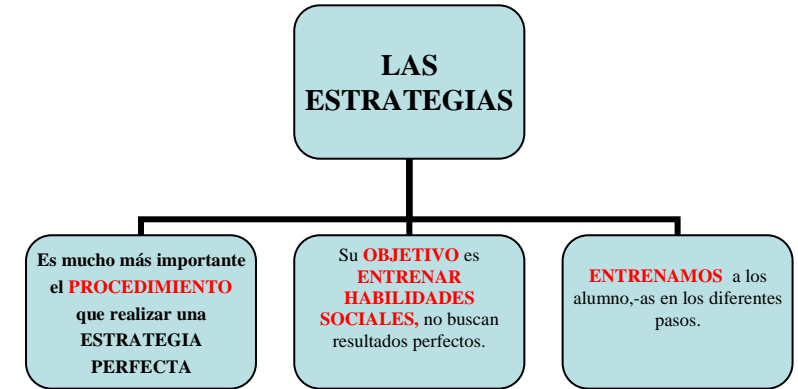 LAS
ESTRATEGIAS
Es mucho más importante
el PROCEDIMIENTO
que realizar una
ESTRATEGIA
PERFECTA
Su OBJETIVO es
ENTRENAR
HABILIDADES
SOCIALES, no buscan
resultados perfectos.
ENTRENAMOS a los
alumno,-as en los diferentes
pasos.